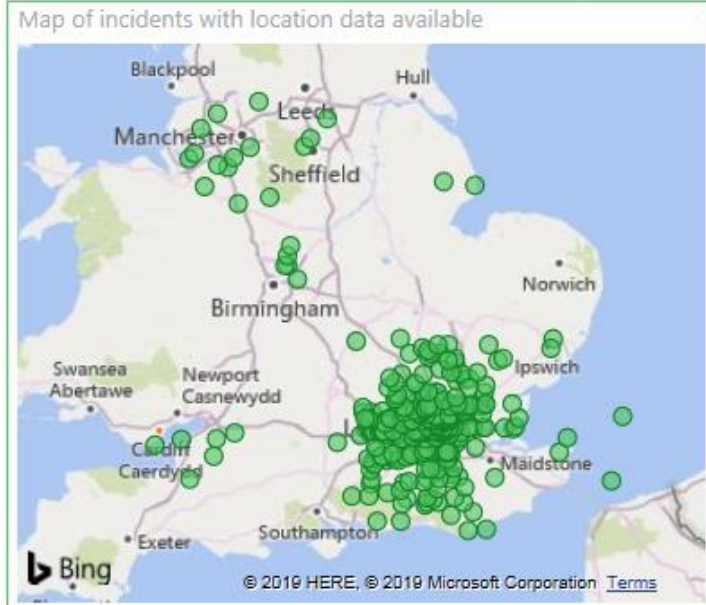 Map of incidents with location data available
Blackpool
Hull
Leeds
Manchester
Sheffield
Norwich
Birmingham
Swansea
Abertawe
Newport
Casnewydd
Ipswich
Cardiff
Caerdydd
Maidstone
Southampton
Exeter
Bing
© 2019 HERE, © 2019 Microsoft Corporation Terms